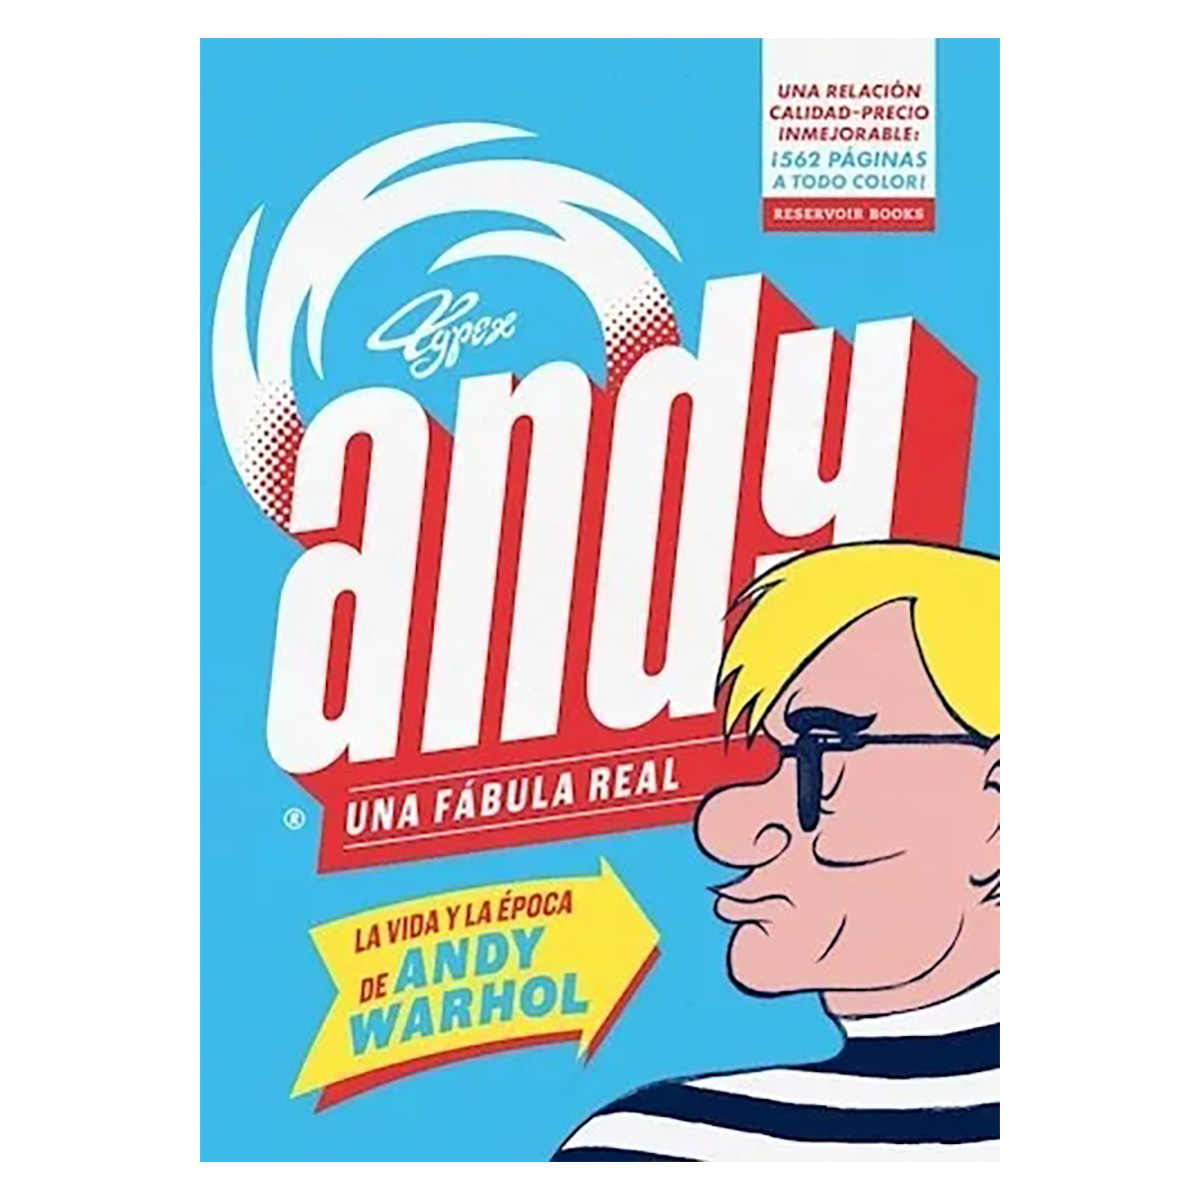 UNA RELACIÓN
CALIDAD-PRECIO
INMEJORABLE:
¡562 PÁGINAS
A TODO COLOR!
RESERVOIR BOOKS
Typex
andy
UNA FÁBULA REAL
®
LA VIDA Y LA ÉPOCA
DE ANDY
WARHOL